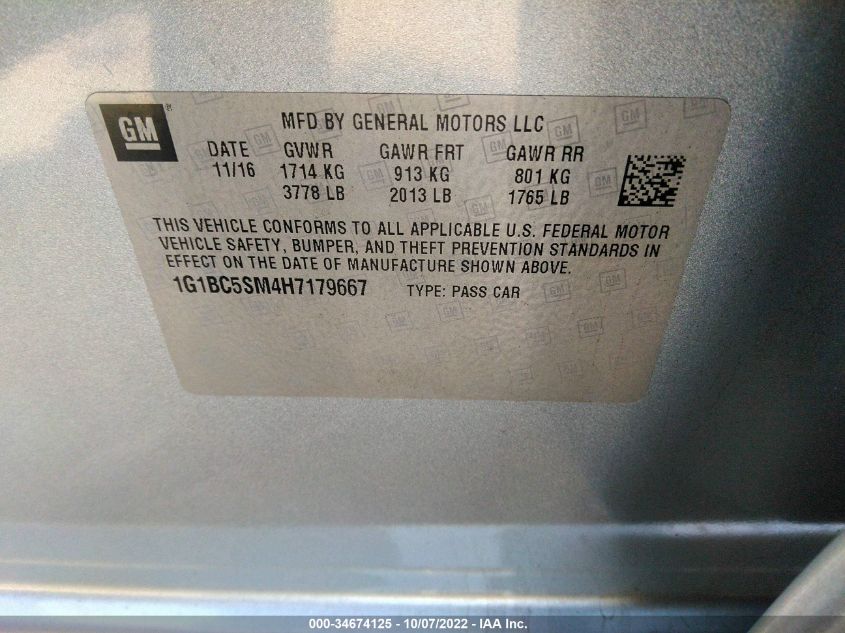 GM
MFD BY GENERAL MOTORS LLC
DATE GVWR GAWR FRT GAWR RR
11/16 1714 KG 913 KG 801 KG
3778 LB 2013 LB 1765 LB
THIS VEHICLE CONFORMS TO ALL APPLICABLE U.S. FEDERAL MOTOR
VEHICLE SAFETY, BUMPER, AND THEFT PREVENTION STANDARDS IN
EFFECT ON THE DATE OF MANUFACTURE SHOWN ABOVE.
1G1BC5SM4H7179667 TYPE: PASS CAR
000-34674125 - 10/07/2022 - IAA Inc.